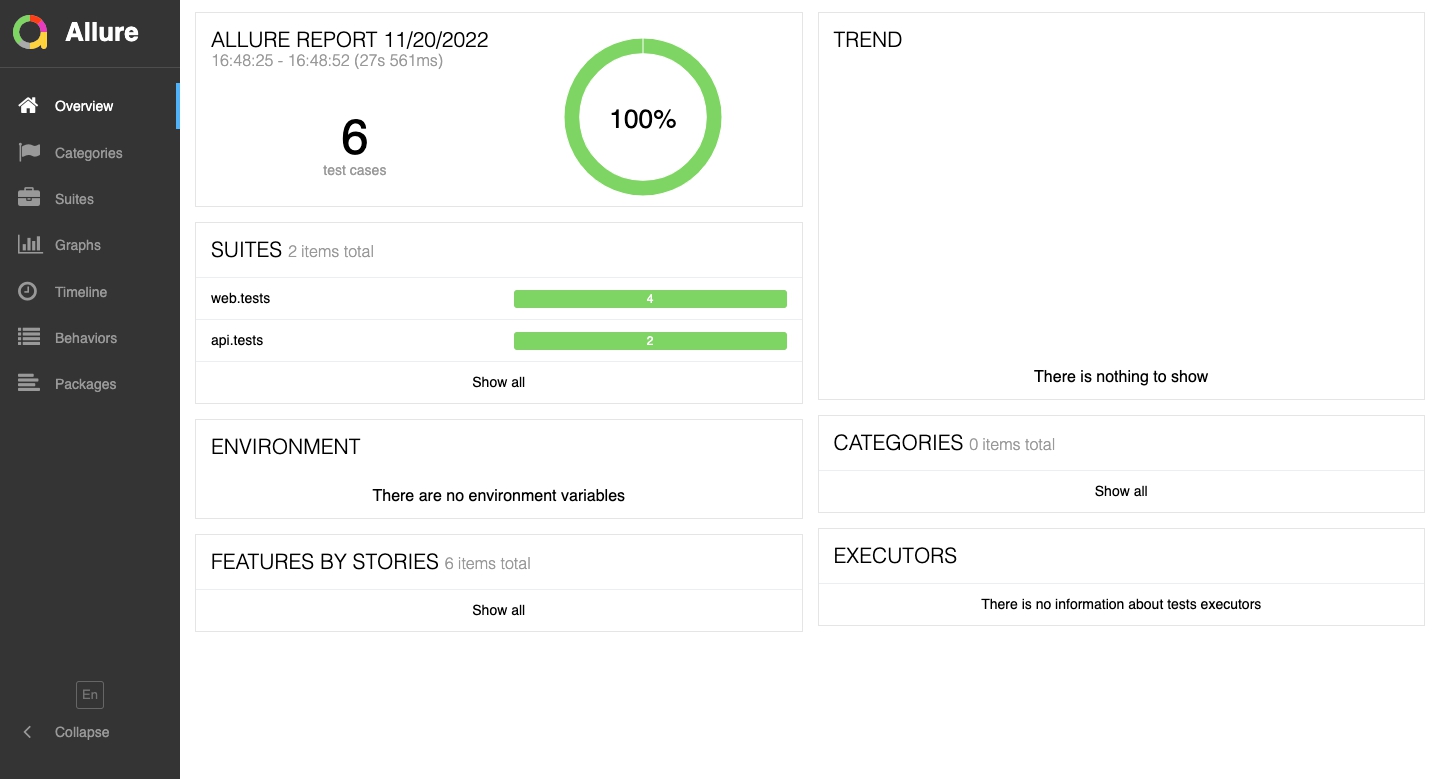 Allure
Overview
Categories
Suites
Graphs
Timeline
Behaviors
Packages
En
Collapse
ALLURE REPORT 11/20/2022
16:48:25 - 16:48:52 (27s 561ms)
6
test cases
100%
SUITES 2 items total
web.tests 4
api.tests 2
Show all
ENVIRONMENT
There are no environment variables
FEATURES BY STORIES 6 items total
Show all
TREND
There is nothing to show
CATEGORIES 0 items total
Show all
EXECUTORS
There is no information about tests executors